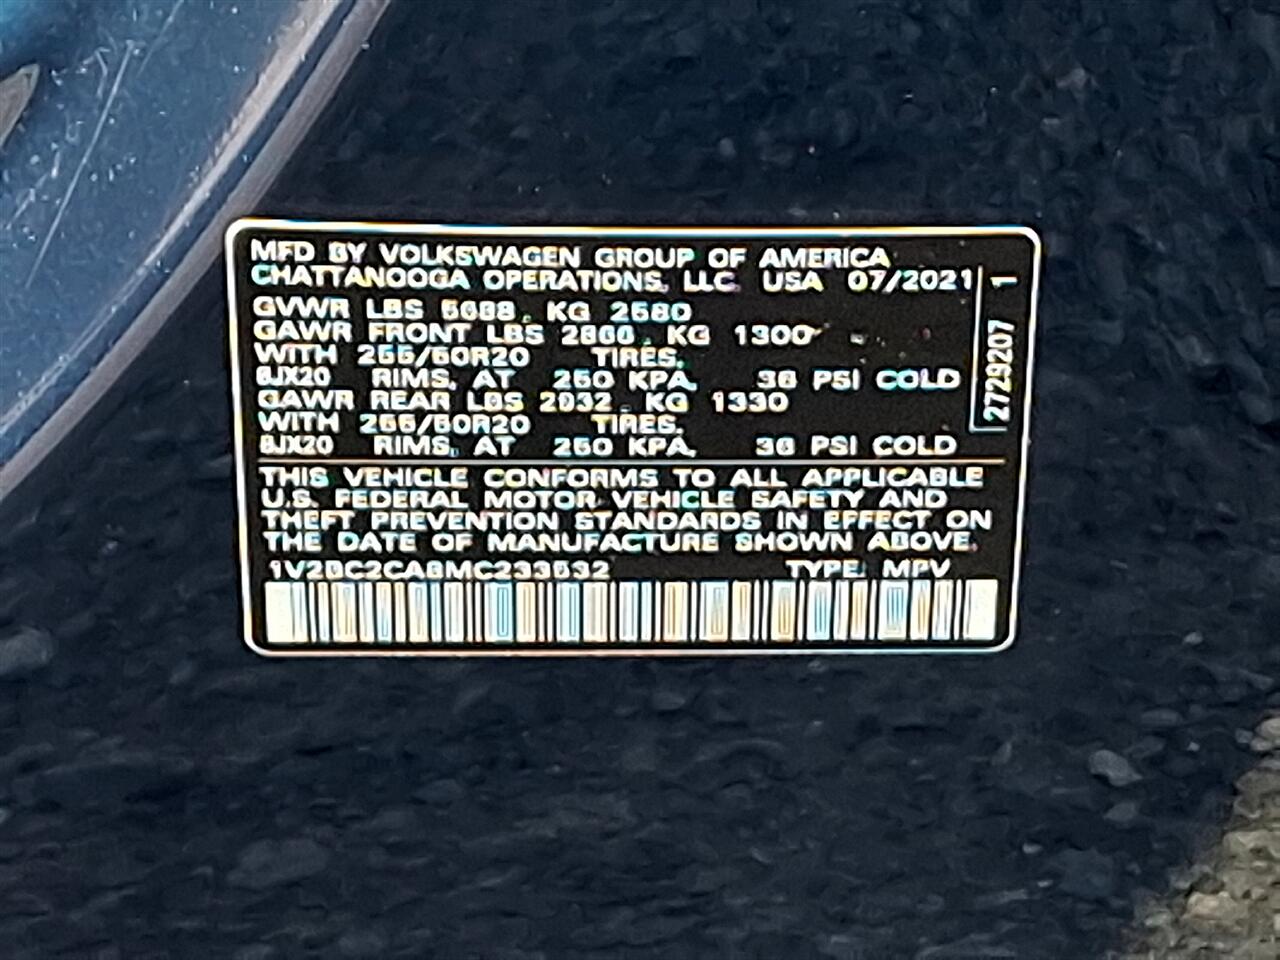 MFD BY VOLKSWAGEN GROUP OF AMERICA
CHATTANOOGA OPERATIONS, LLC. USA 07/2021
GVWR LBS 5688. KG 2580
GAWR FRONT LBS 2866. KG 1300
WITH 255/50R20 TIRES.
8JX20 RIMS, AT 250 KPA, 36 PSI COLD
GAWR REAR LBS 2932. KG 1330
WITH 255/50R20 TIRES.
8JX20 RIMS, AT 250 KPA, 36 PSI COLD
2729207 1
THIS VEHICLE CONFORMS TO ALL APPLICABLE
U.S. FEDERAL MOTOR VEHICLE SAFETY AND
THEFT PREVENTION STANDARDS IN EFFECT ON
THE DATE OF MANUFACTURE SHOWN ABOVE.
1V2BC2CA8MC233532 TYPE: MPV